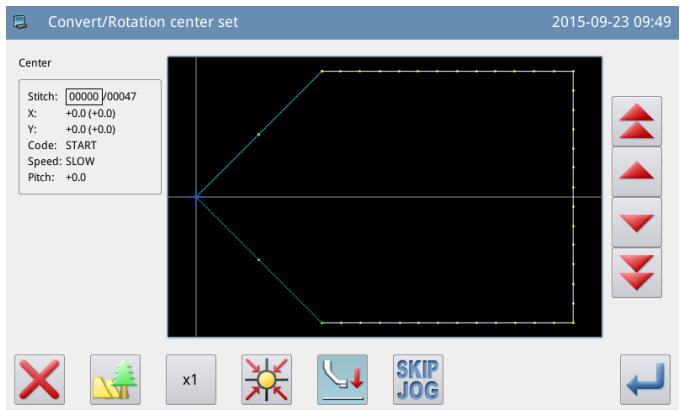 Convert/Rotation center set 2015-09-23 09:49
Center
Stitch: 00000/00047
X: +0.0 (+0.0)
Y: +0.0 (+0.0)
Code: START
Speed: SLOW
Pitch: +0.0
x1
SKIP
JOG